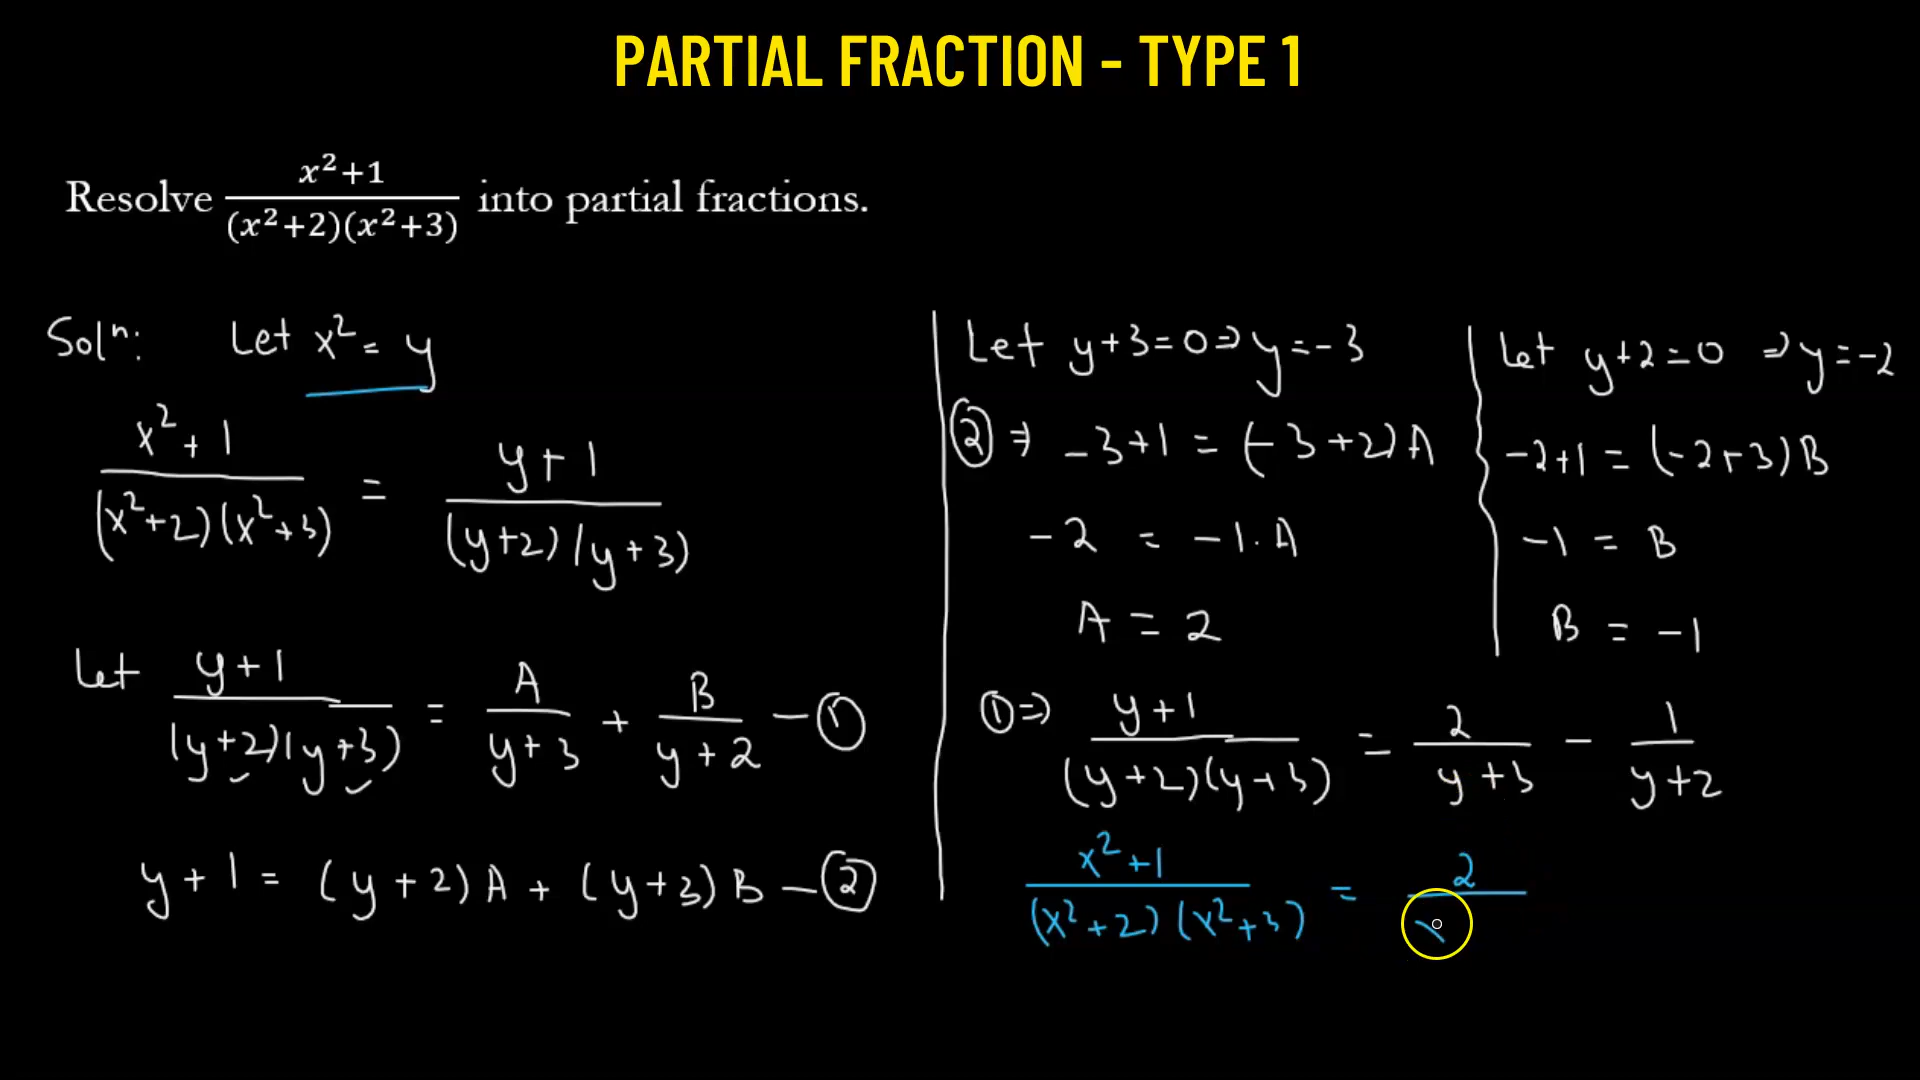 PARTIAL FRACTION - TYPE 1
Resolve (x²+1)/((x²+2)(x²+3)) into partial fractions.
Solⁿ: Let x² = y
(x²+1)/((x²+2)(x²+3)) = (y+1)/((y+2)(y+3))
Let (y+1)/((y+2)(y+3)) = A/(y+3) + B/(y+2) — ①
y+1 = (y+2)A + (y+3)B — ②
Let y+3=0 ⇒ y=-3
② ⇒ -3+1 = (-3+2)A
-2 = -1.A
A = 2
Let y+2=0 ⇒ y=-2
-2+1 = (-2+3)B
-1 = B
B = -1
① ⇒ (y+1)/((y+2)(y+3)) = 2/(y+3) - 1/(y+2)
(x²+1)/((x²+2)(x²+3)) = 2/